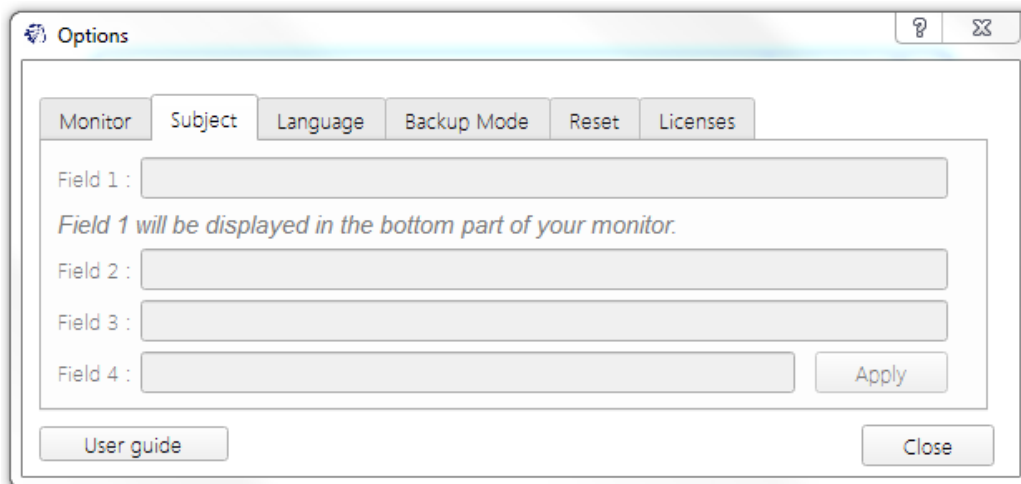 Options
Monitor Subject Language Backup Mode Reset Licenses
Field 1 :
Field 1 will be displayed in the bottom part of your monitor.
Field 2 :
Field 3 :
Field 4 : Apply
User guide Close